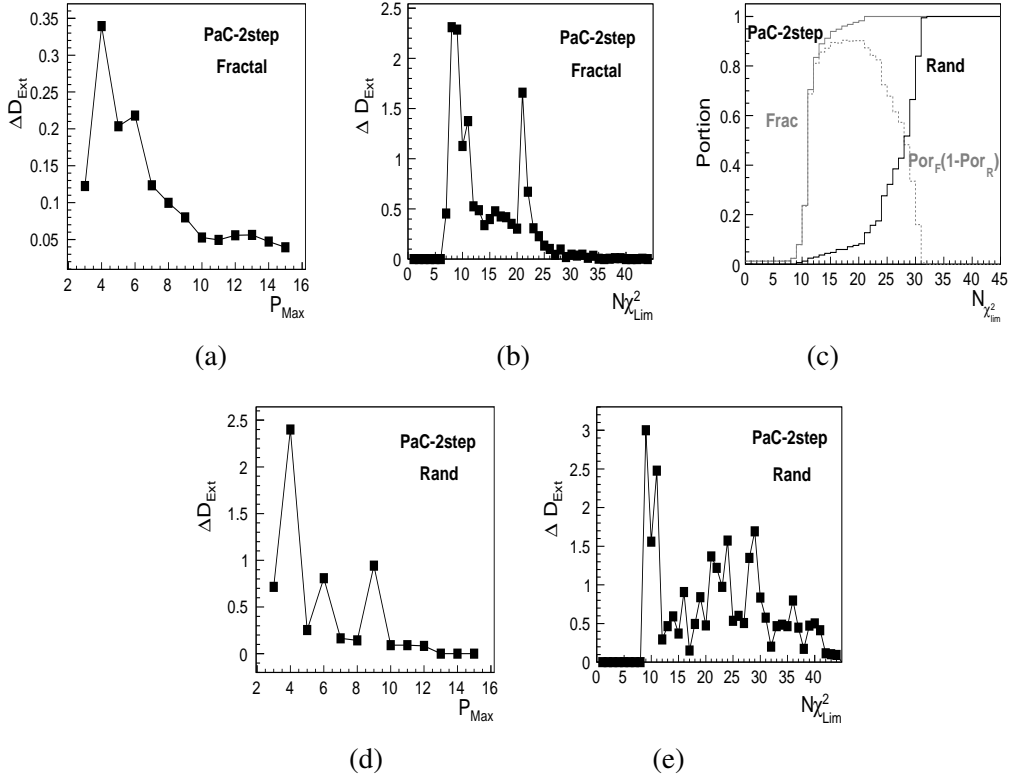 ΔD_Ext
0.35
0.3
0.25
0.2
0.15
0.1
0.05
PaC-2step
Fractal
2 4 6 8 10 12 14 16
P_Max
(a)
Δ D_Ext
2.5
2
1.5
1
0.5
0
PaC-2step
Fractal
0 5 10 15 20 25 30 35 40
Nχ²_Lim
(b)
Portion
1
0.8
0.6
0.4
0.2
0
PaC-2step
Rand
Frac
Por_F(1-Por_R)
0 5 10 15 20 25 30 35 40 45
N_χ²_lim
(c)
ΔD_Ext
2.5
2
1.5
1
0.5
0
PaC-2step
Rand
2 4 6 8 10 12 14 16
P_Max
(d)
Δ D_Ext
3
2.5
2
1.5
1
0.5
0
PaC-2step
Rand
0 5 10 15 20 25 30 35 40
Nχ²_Lim
(e)